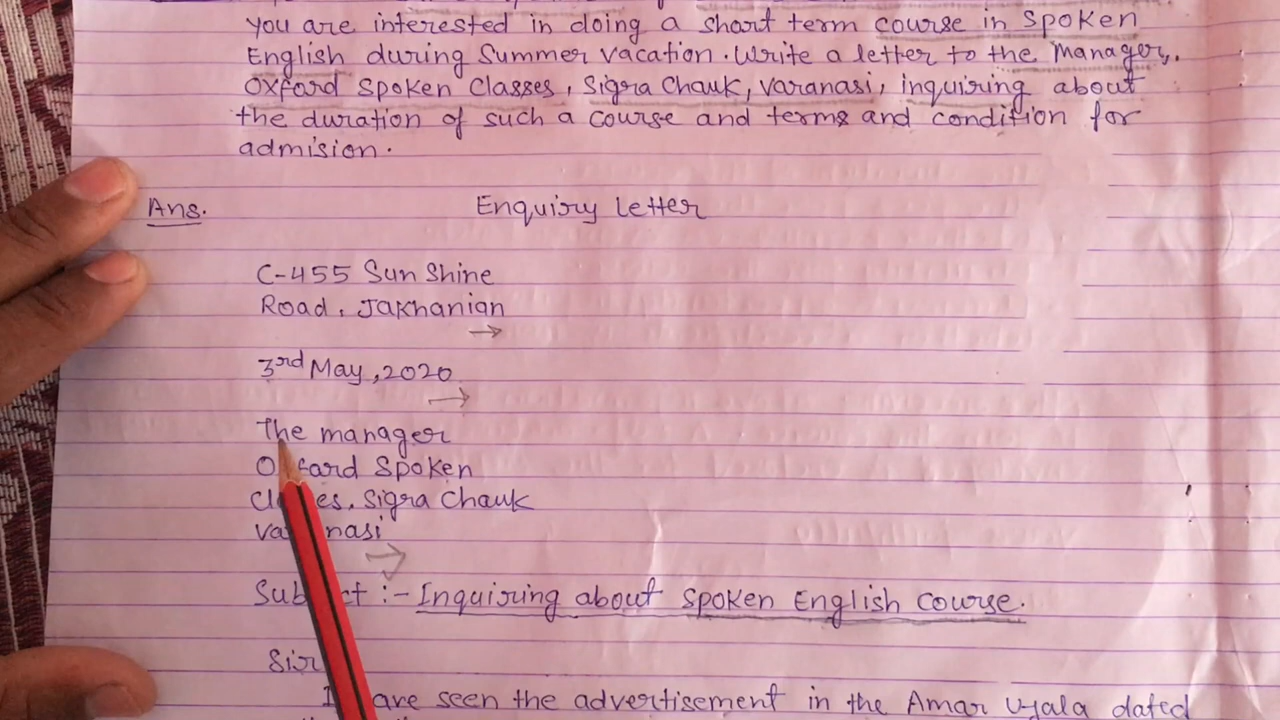 you are interested in doing a short term course in spoken
English during Summer vacation. Write a letter to the manager,
Oxford Spoken Classes, Sigra Chauk, varanasi, inquiring about
the duration of such a course and terms and condition for
admision.
Ans. Enquiry letter
C-455 Sun Shine
Road, Jakhanian
3rd May, 2020
The manager
Spoken
Sigra Chauk
Subject :- Inquiring about spoken English course.
Sir
are seen the advertisement in the Amar Ujala dated